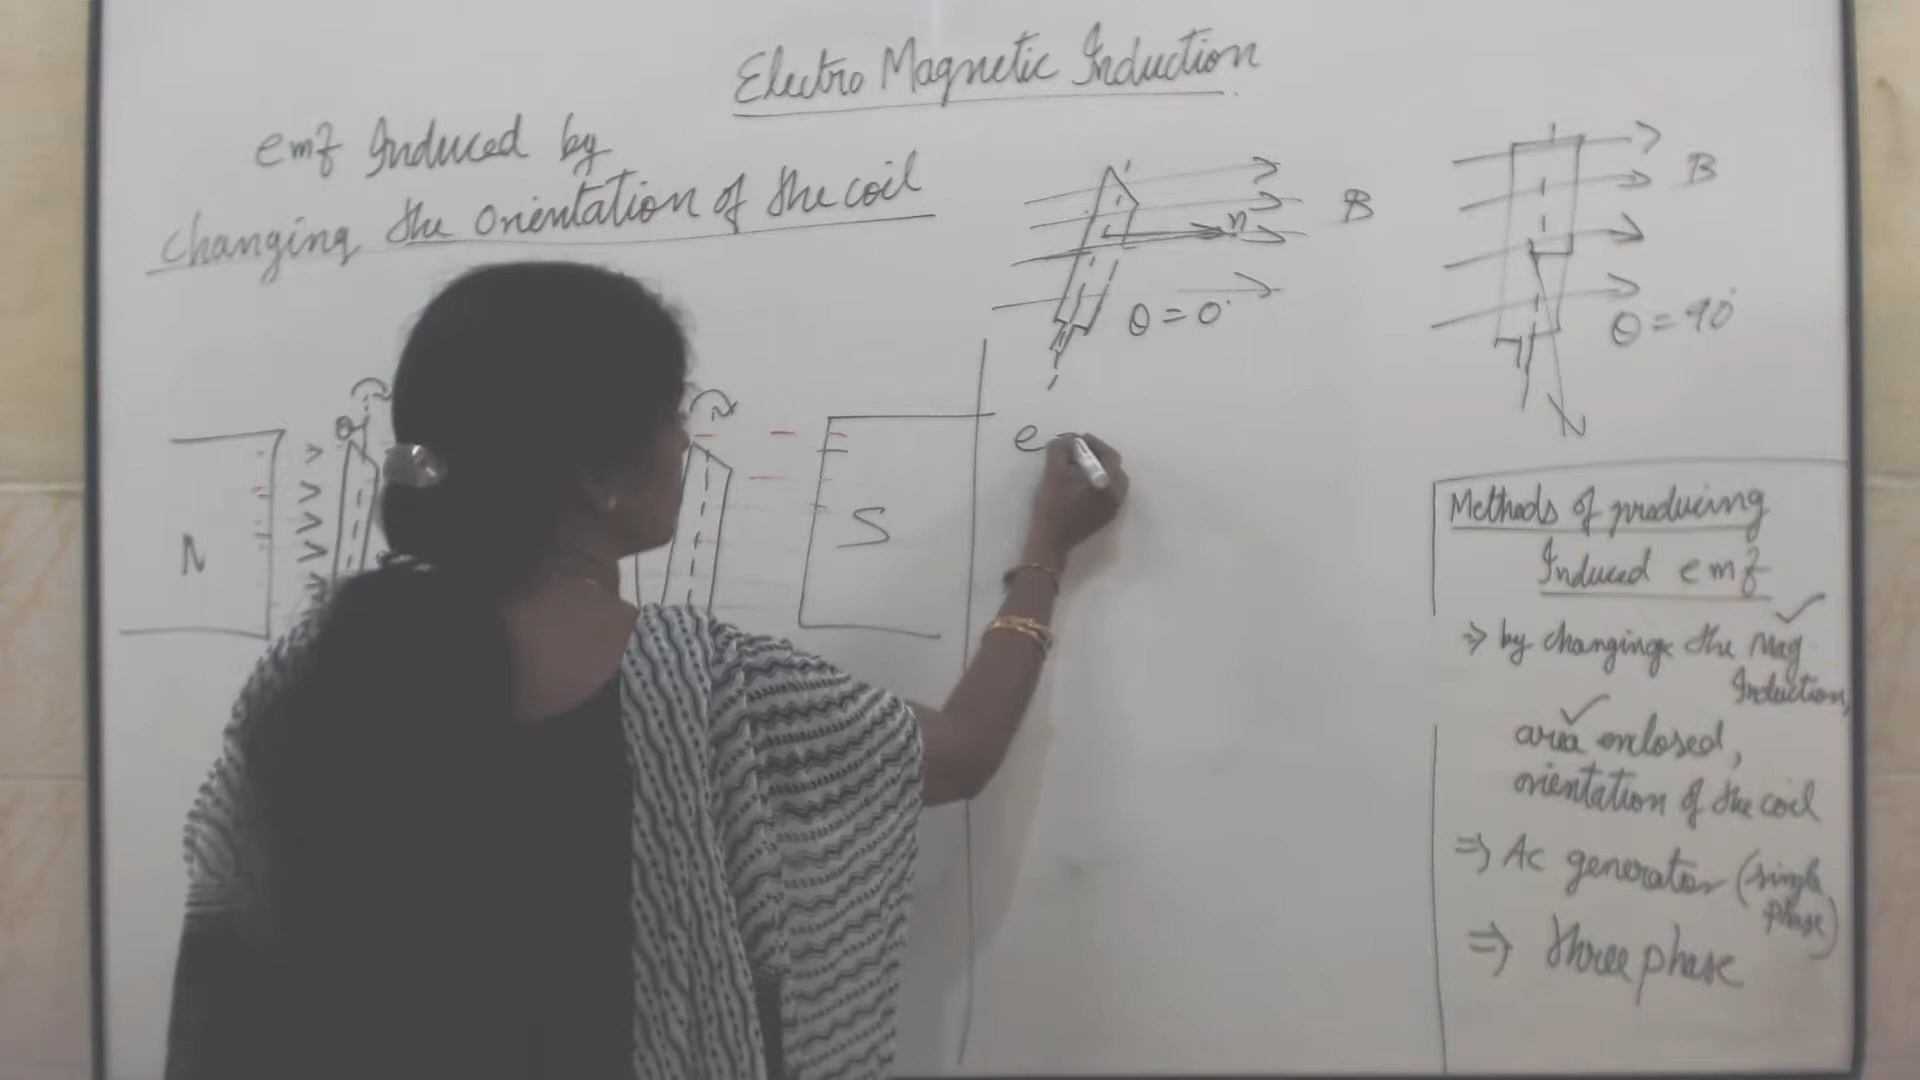 Electro Magnetic Induction
emf Induced by
changing the orientation of the coil
B
n
θ = 0°
B
θ = 90°
N
θ
N
S
e
Methods of producing
Induced emf
⇒ by changing the Mag
Induction,
area enclosed,
orientation of the coil
⇒ AC generator (single
phase)
⇒ three phase